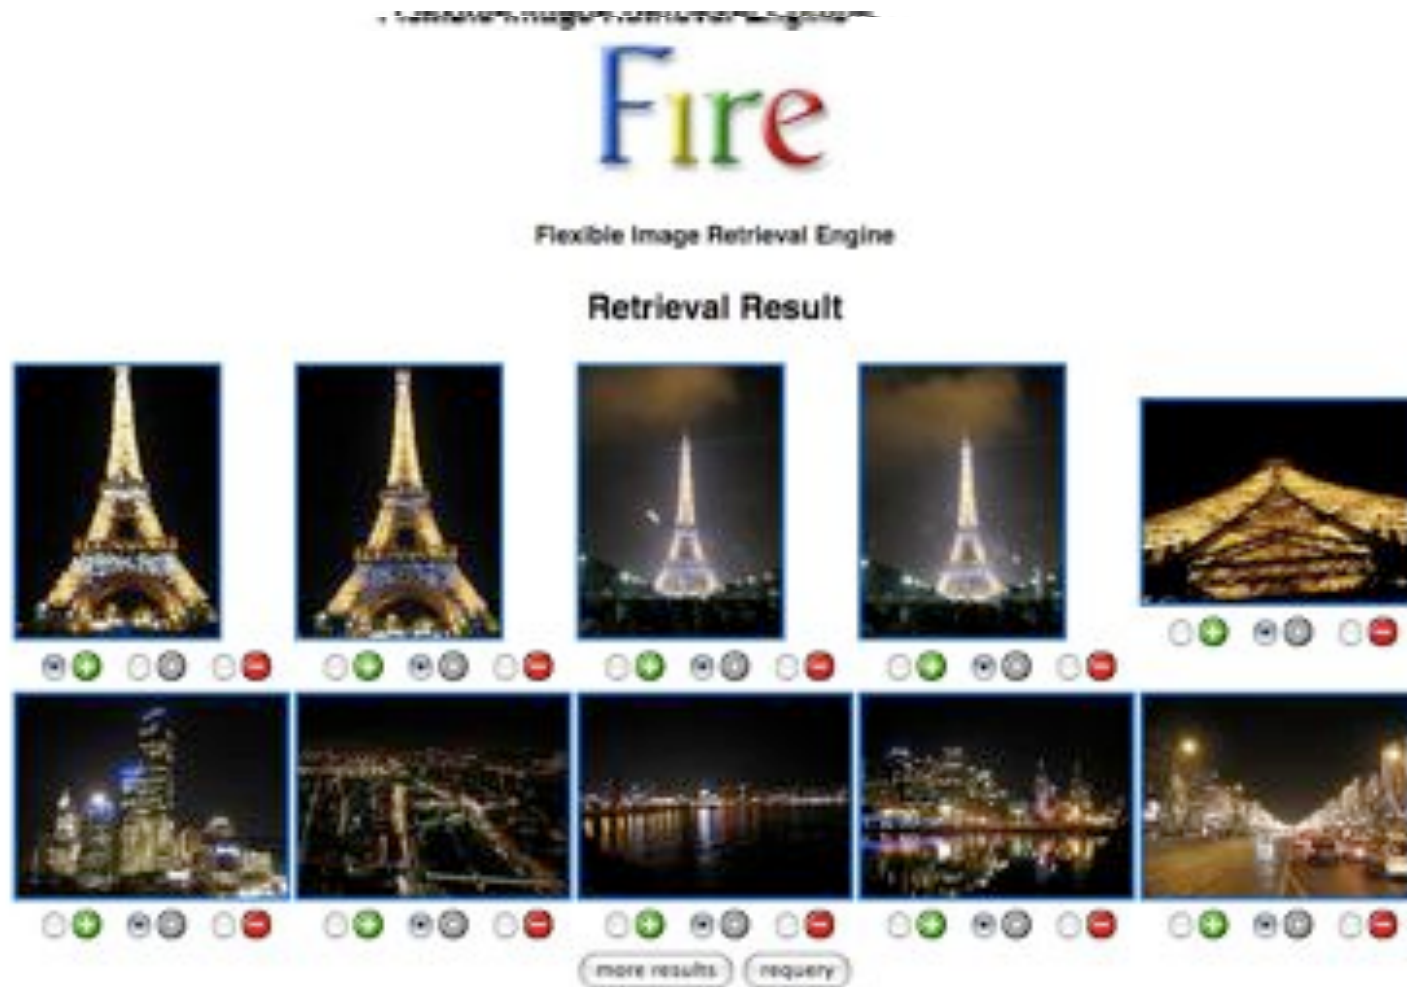 Fire
Flexible Image Retrieval Engine
Retrieval Result
more results requery